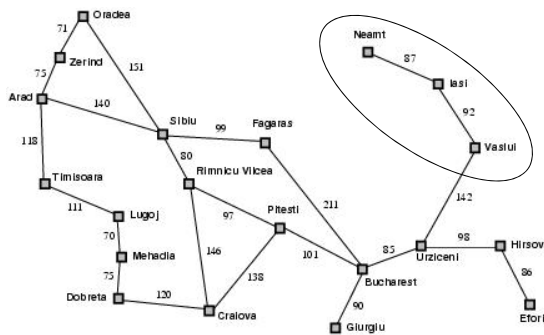 Oradea
71
Neamt
Zerind
87
151
75
Iasi
Arad
140
92
Sibiu
Fagaras
99
118
Vaslui
80
Timisoara
Rimnicu Vilcea
142
111
Pitesti
211
Lugoj
97
70
98
Hirsova
85
146
101
Urziceni
Mehadia
138
86
75
Bucharest
120
90
Dobreta
Craiova
Eforie
Giurgiu